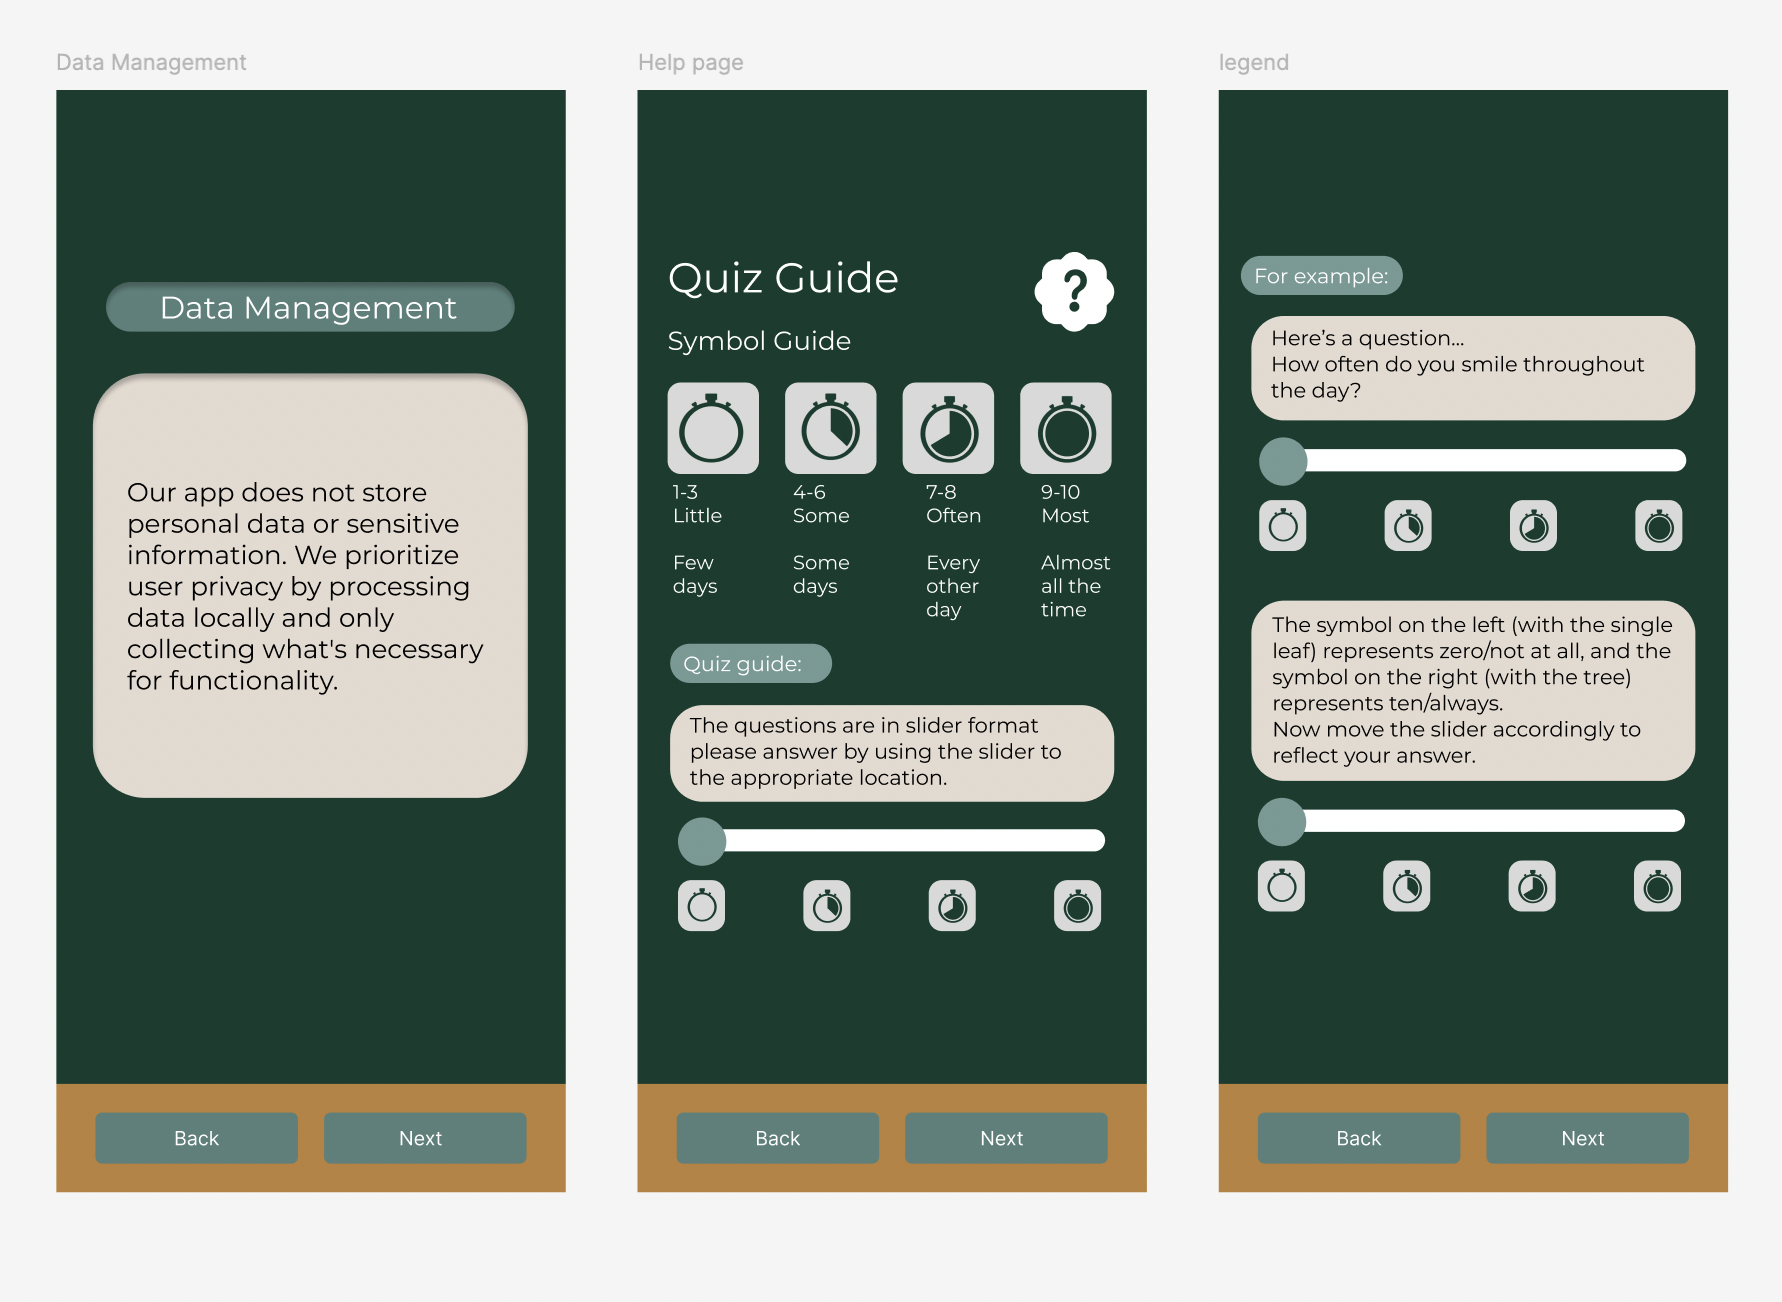 Data Management
Data Management
Our app does not store
personal data or sensitive
information. We prioritize
user privacy by processing
data locally and only
collecting what's necessary
for functionality.
Back
Next
Help page
Quiz Guide
?
Symbol Guide
1-3
Little
Few
days
4-6
Some
Some
days
7-8
Often
Every
other
day
9-10
Most
Almost
all the
time
Quiz guide:
The questions are in slider format
please answer by using the slider to
the appropriate location.
Back
Next
legend
For example:
Here’s a question...
How often do you smile throughout
the day?
The symbol on the left (with the single
leaf) represents zero/not at all, and the
symbol on the right (with the tree)
represents ten/always.
Now move the slider accordingly to
reflect your answer.
Back
Next